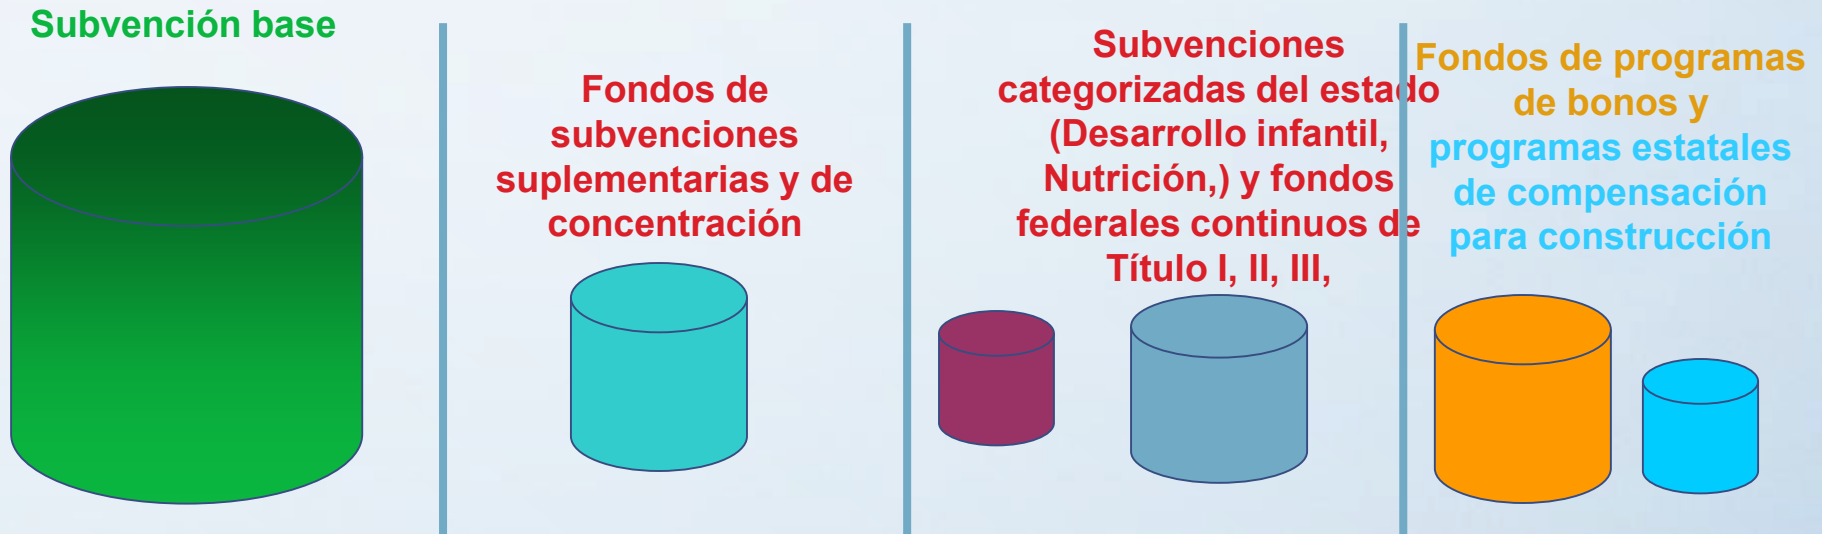 Subvención base
Fondos de
subvenciones
suplementarias y de
concentración
Subvenciones
categorizadas del estado
(Desarrollo infantil,
Nutrición,) y fondos
federales continuos de
Título I, II, III,
Fondos de programas
de bonos y
programas estatales
de compensación
para construcción